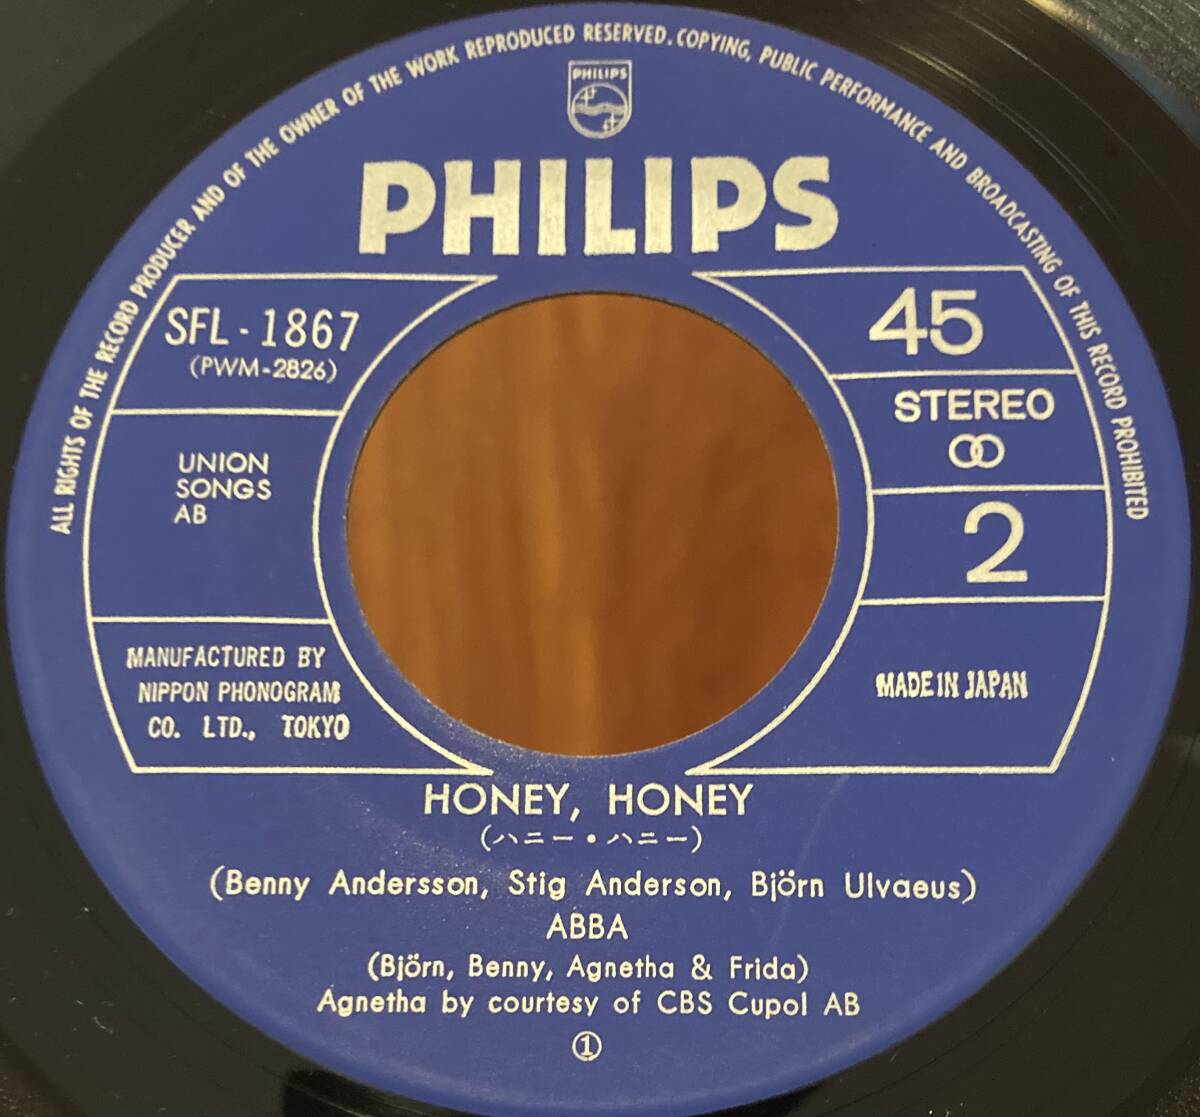 ALL RIGHTS OF THE RECORD PRODUCER AND OF THE OWNER OF THE WORK REPRODUCED RESERVED. COPYING, PUBLIC PERFORMANCE AND BROADCASTING OF THIS RECORD PROHIBITED
PHILIPS
PHILIPS
SFL - 1867
(PWM-2826)
UNION
SONGS
AB
MANUFACTURED BY
NIPPON PHONOGRAM
CO. LTD., TOKYO
45
STEREO
2
MADE IN JAPAN
HONEY, HONEY
(ハニー・ハニー)
(Benny Andersson, Stig Anderson, Björn Ulvaeus)
ABBA
(Björn, Benny, Agnetha & Frida)
Agnetha by courtesy of CBS Cupol AB
①